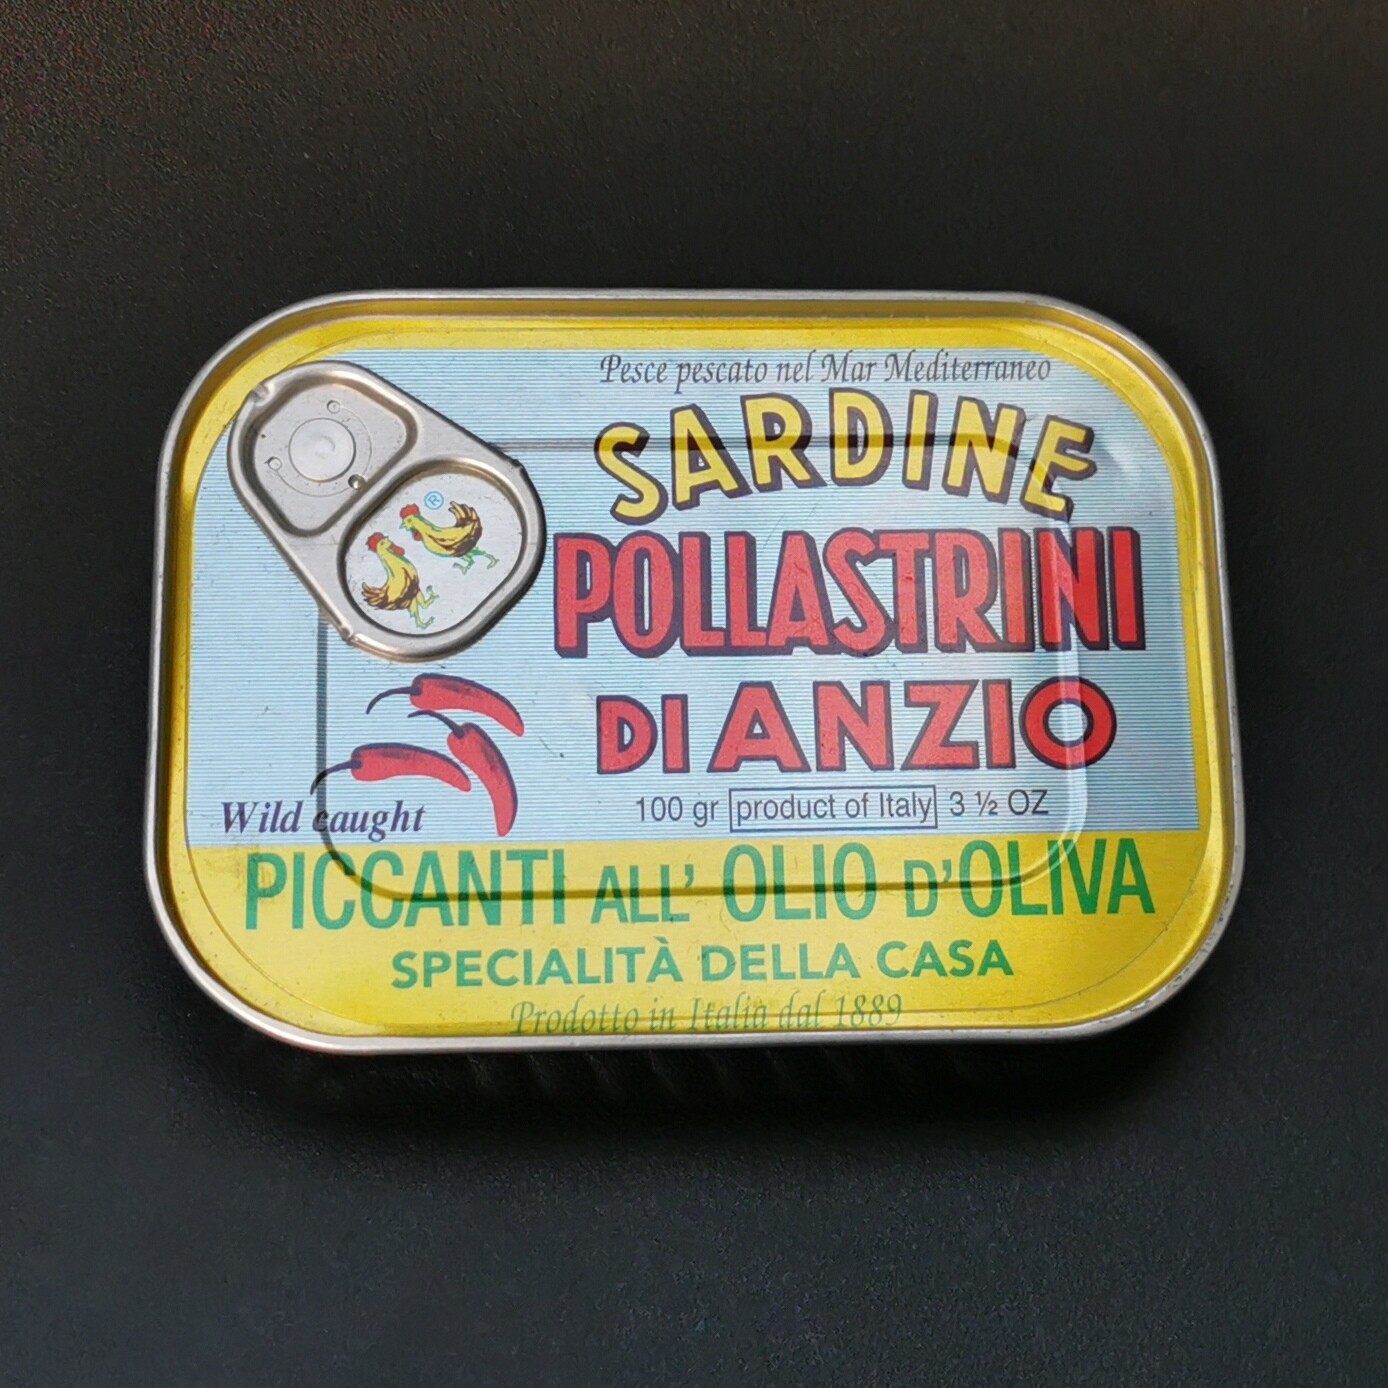 Pesce pescato nel Mar Mediterraneo
SARDINE
®
POLLASTRINI
DI ANZIO
100 gr product of Italy 3 ½ OZ
Wild caught
PICCANTI ALL' OLIO D'OLIVA
SPECIALITÀ DELLA CASA
Prodotto in Italia dal 1889